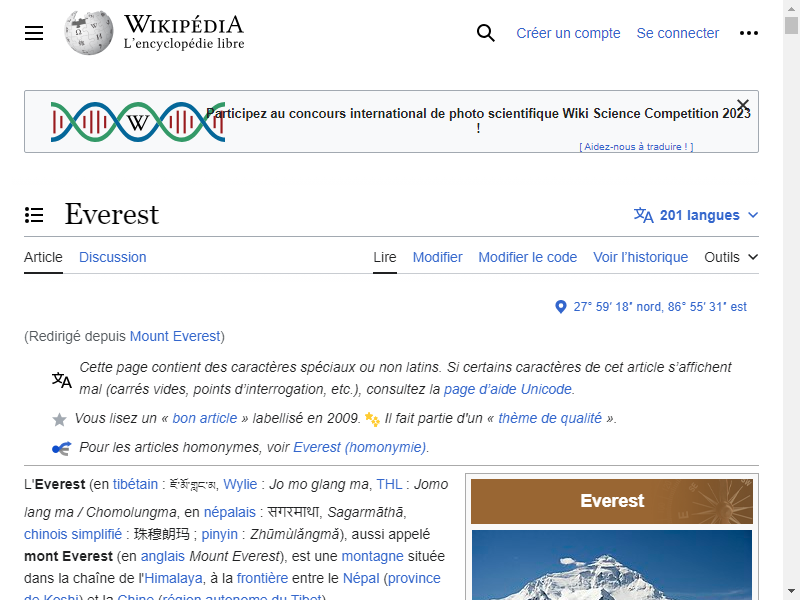 WIKIPÉDIA
L'encyclopédie libre
Créer un compte
Se connecter
W
Participez au concours international de photo scientifique Wiki Science Competition 2023
!
[ Aidez-nous à traduire ! ]
Everest
201 langues
Article Discussion Lire Modifier Modifier le code Voir l’historique Outils
27° 59′ 18″ nord, 86° 55′ 31″ est
(Redirigé depuis Mount Everest)
Cette page contient des caractères spéciaux ou non latins. Si certains caractères de cet article s’affichent
mal (carrés vides, points d’interrogation, etc.), consultez la page d’aide Unicode.
Vous lisez un « bon article » labellisé en 2009. Il fait partie d'un « thème de qualité ».
Pour les articles homonymes, voir Everest (homonymie).
L'Everest (en tibétain : ཇོ་མོ་གླང་མ, Wylie : Jo mo glang ma, THL : Jomo
lang ma / Chomolungma, en népalais : सगरमाथा, Sagarmāthā,
chinois simplifié : 珠穆朗玛 ; pinyin : Zhūmùlǎngmǎ), aussi appelé
mont Everest (en anglais Mount Everest), est une montagne située
dans la chaîne de l'Himalaya, à la frontière entre le Népal (province
de Koshi) et la Chine (région autonome du Tibet).
Everest